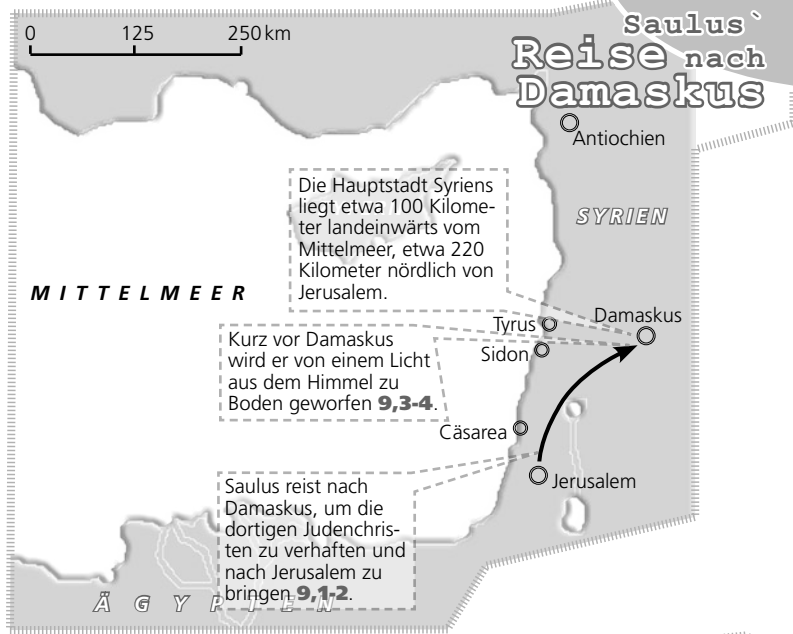 0 125 250 km
Saulus`
Reise nach
Damaskus
Antiochien
Die Hauptstadt Syriens
liegt etwa 100 Kilome-
ter landeinwärts vom
Mittelmeer, etwa 220
Kilometer nördlich von
Jerusalem.
SYRIEN
MITTELMEER
Damaskus
Tyrus
Sidon
Kurz vor Damaskus
wird er von einem Licht
aus dem Himmel zu
Boden geworfen 9,3-4.
Cäsarea
Jerusalem
Saulus reist nach
Damaskus, um die
dortigen Judenchris-
ten zu verhaften und
nach Jerusalem zu
bringen 9,1-2.
ÄGYPTEN